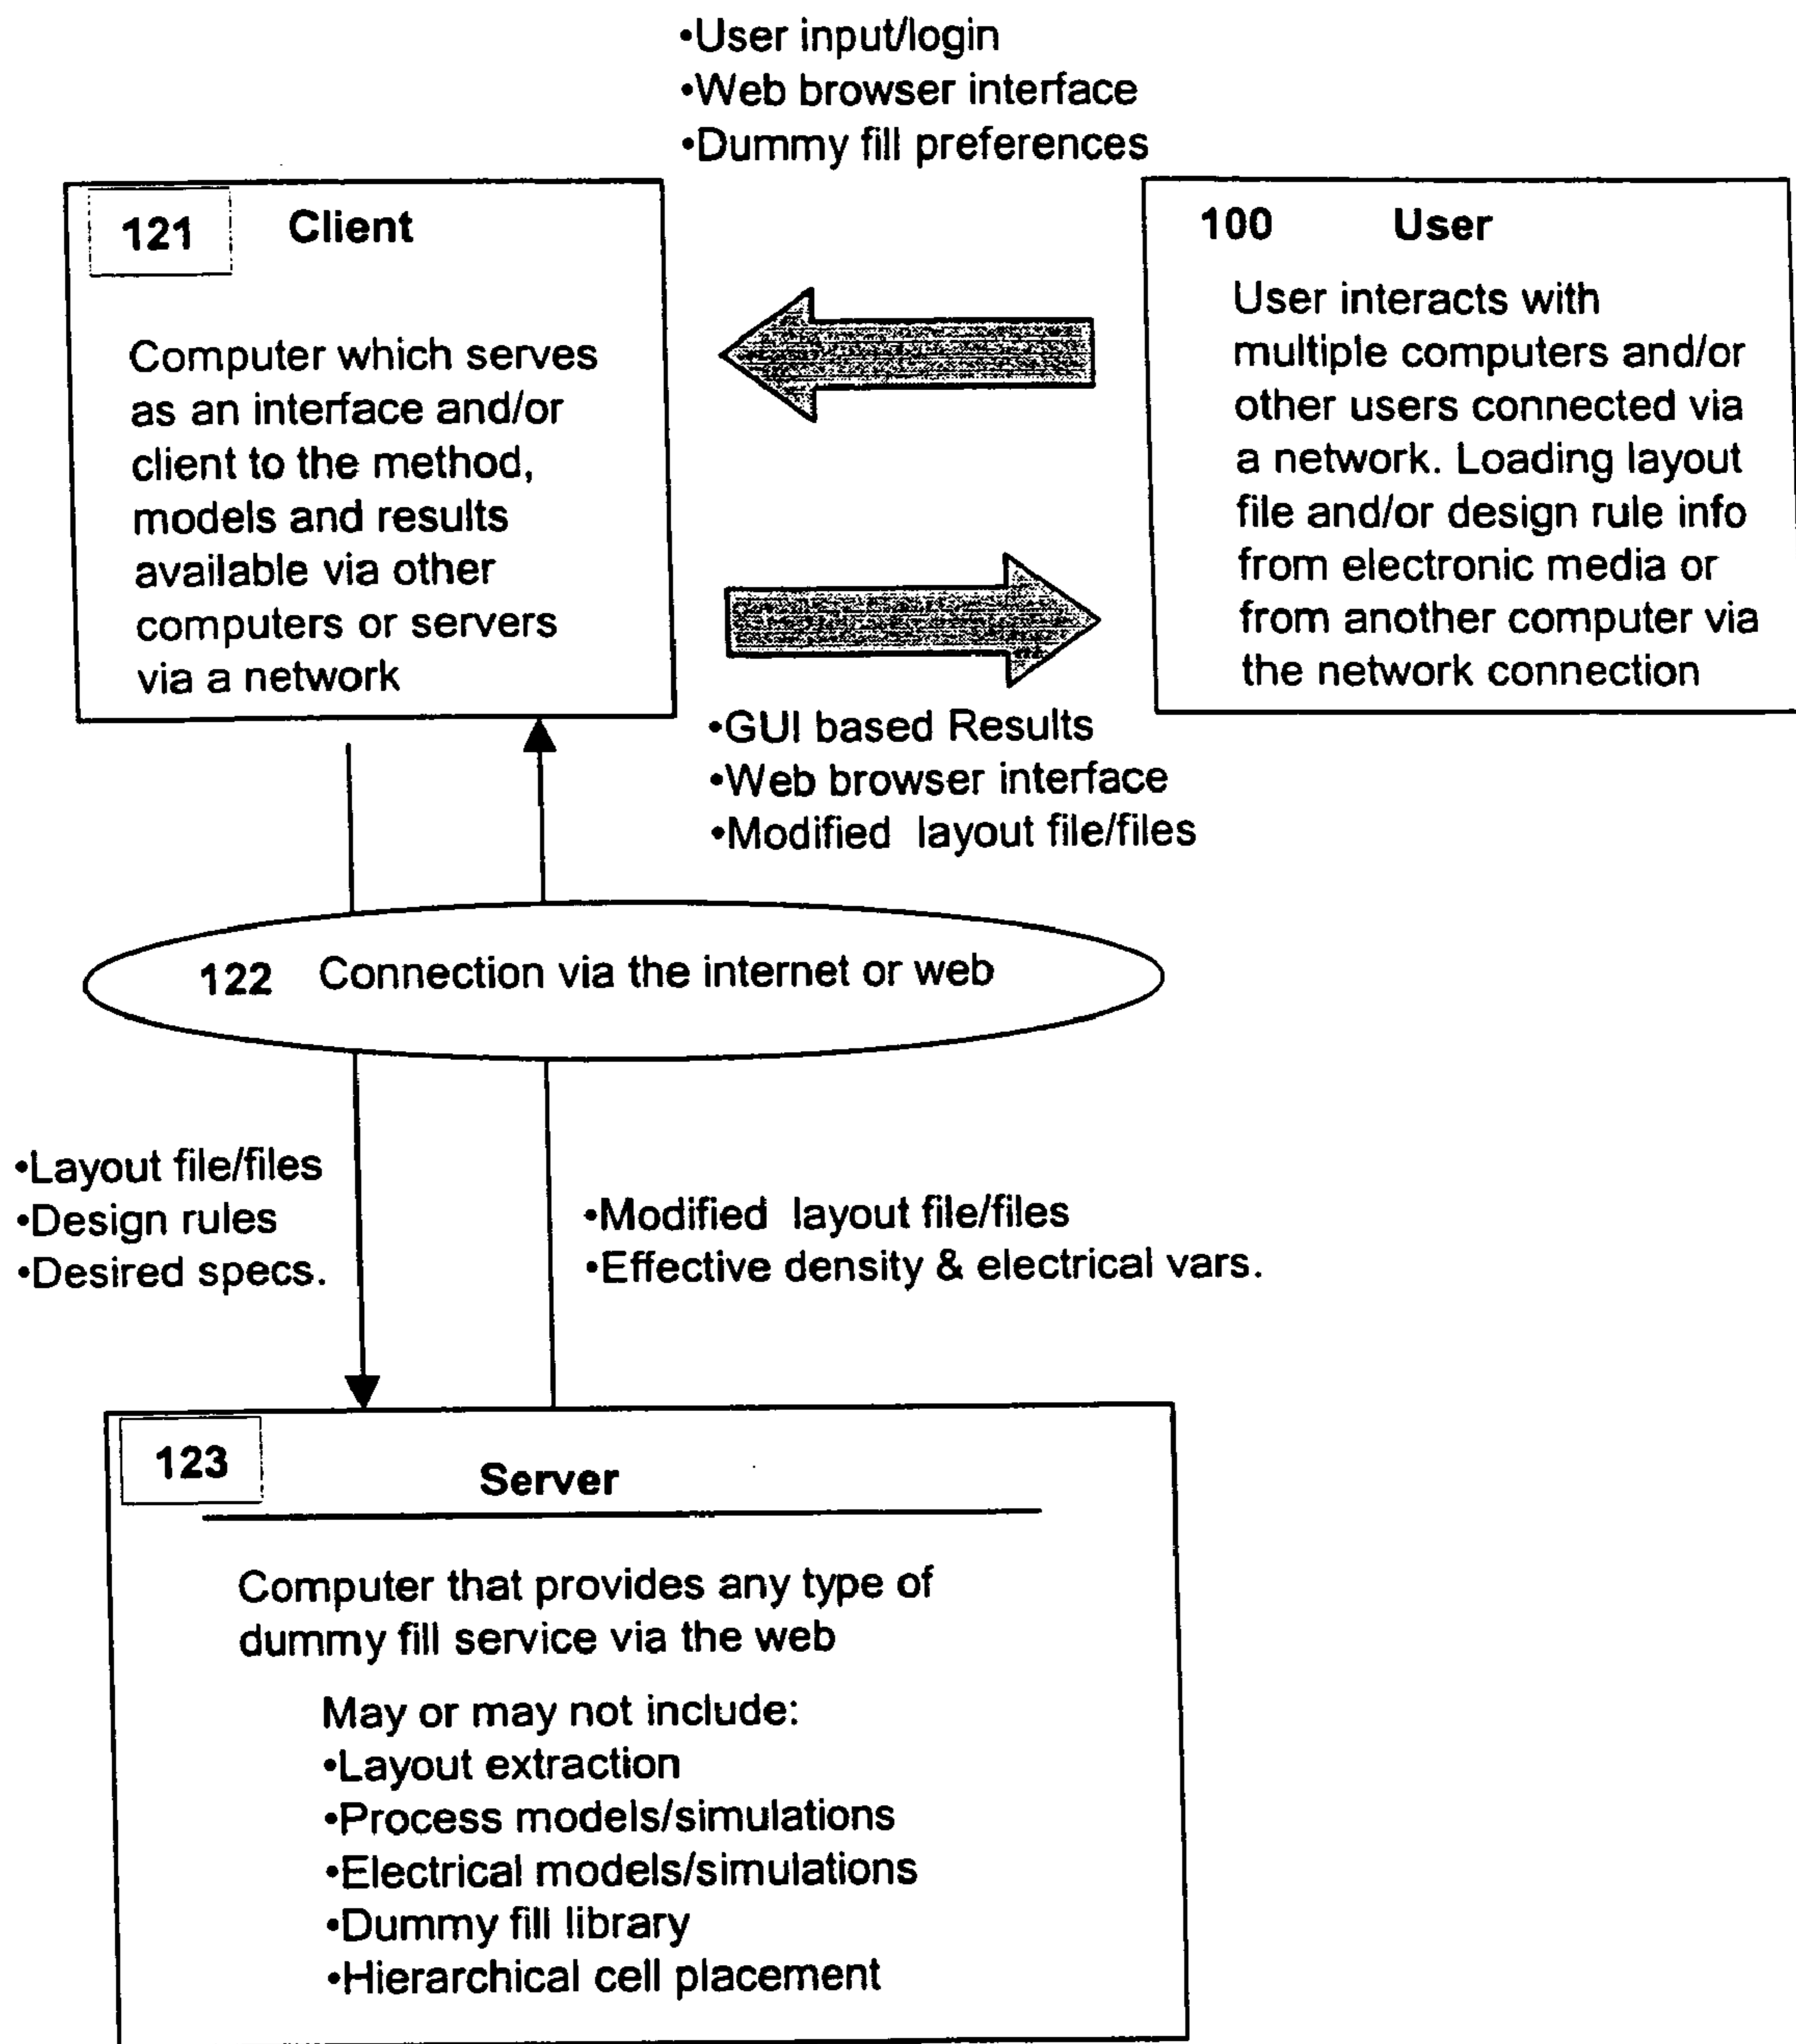 •User input/login
•Web browser interface
•Dummy fill preferences
121 Client
Computer which serves
as an interface and/or
client to the method,
models and results
available via other
computers or servers
via a network
100 User
User interacts with
multiple computers and/or
other users connected via
a network. Loading layout
file and/or design rule info
from electronic media or
from another computer via
the network connection
•GUI based Results
•Web browser interface
•Modified layout file/files
122 Connection via the internet or web
•Layout file/files
•Design rules
•Desired specs.
•Modified layout file/files
•Effective density & electrical vars.
123
Server
Computer that provides any type of
dummy fill service via the web
May or may not include:
•Layout extraction
•Process models/simulations
•Electrical models/simulations
•Dummy fill library
•Hierarchical cell placement